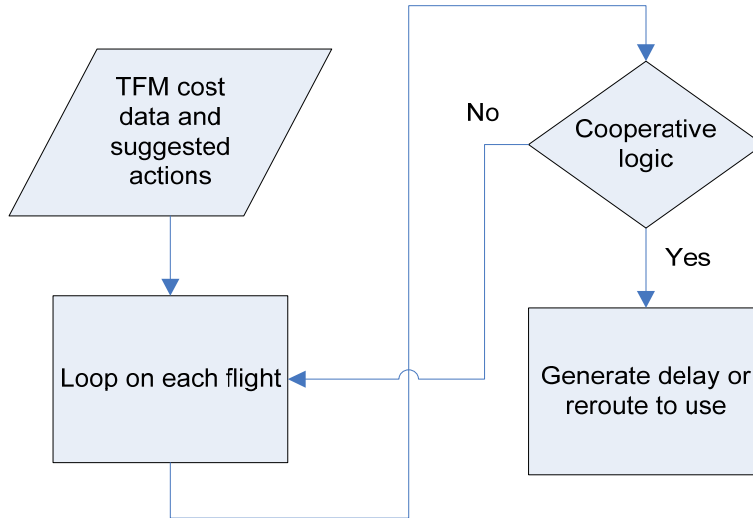 TFM cost
data and
suggested
actions
No
Cooperative
logic
Yes
Loop on each flight
Generate delay or
reroute to use